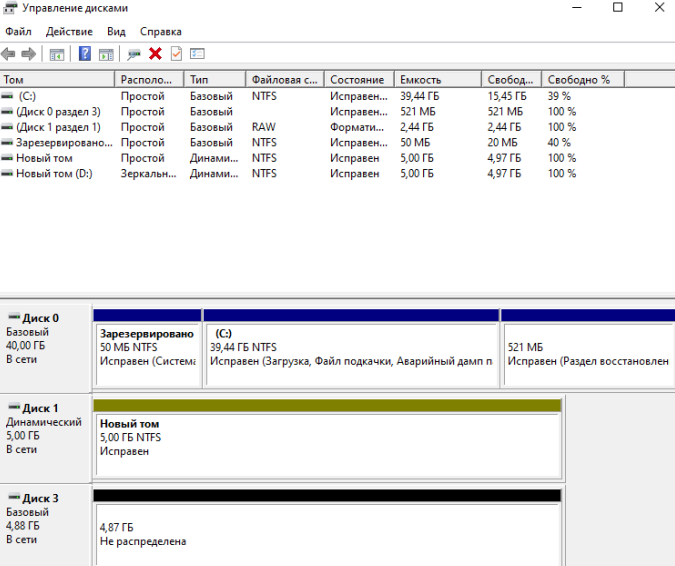 Управление дисками
Файл Действие Вид Справка
Том Располо... Тип Файловая с... Состояние Емкость Свобод... Свободно %
(C:) Простой Базовый NTFS Исправен... 39,44 ГБ 15,45 ГБ 39 %
(Диск 0 раздел 3) Простой Базовый Исправен... 521 МБ 521 МБ 100 %
(Диск 1 раздел 1) Простой Базовый RAW Формати... 2,44 ГБ 2,44 ГБ 100 %
Зарезервировано... Простой Базовый NTFS Исправен... 50 МБ 20 МБ 40 %
Новый том Простой Динами... NTFS Исправен 5,00 ГБ 4,97 ГБ 100 %
Новый том (D:) Зеркальн... Динами... NTFS Исправен 5,00 ГБ 4,97 ГБ 100 %
Диск 0
Базовый
40,00 ГБ
В сети
Зарезервировано
50 МБ NTFS
Исправен (Система
(C:)
39,44 ГБ NTFS
Исправен (Загрузка, Файл подкачки, Аварийный дамп п
521 МБ
Исправен (Раздел восстановлен
Диск 1
Динамический
5,00 ГБ
В сети
Новый том
5,00 ГБ NTFS
Исправен
Диск 3
Базовый
4,88 ГБ
В сети
4,87 ГБ
Не распределена